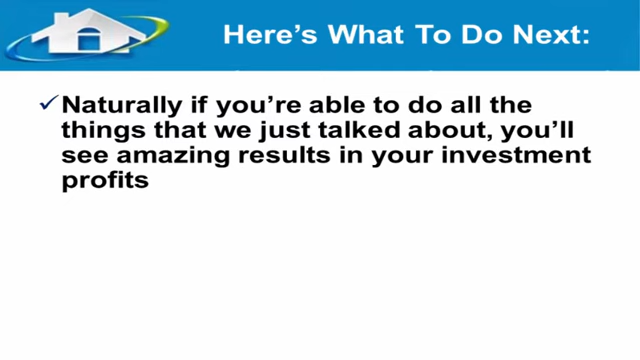 Here's What To Do Next:
Naturally if you're able to do all the
things that we just talked about, you'll
see amazing results in your investment
profits